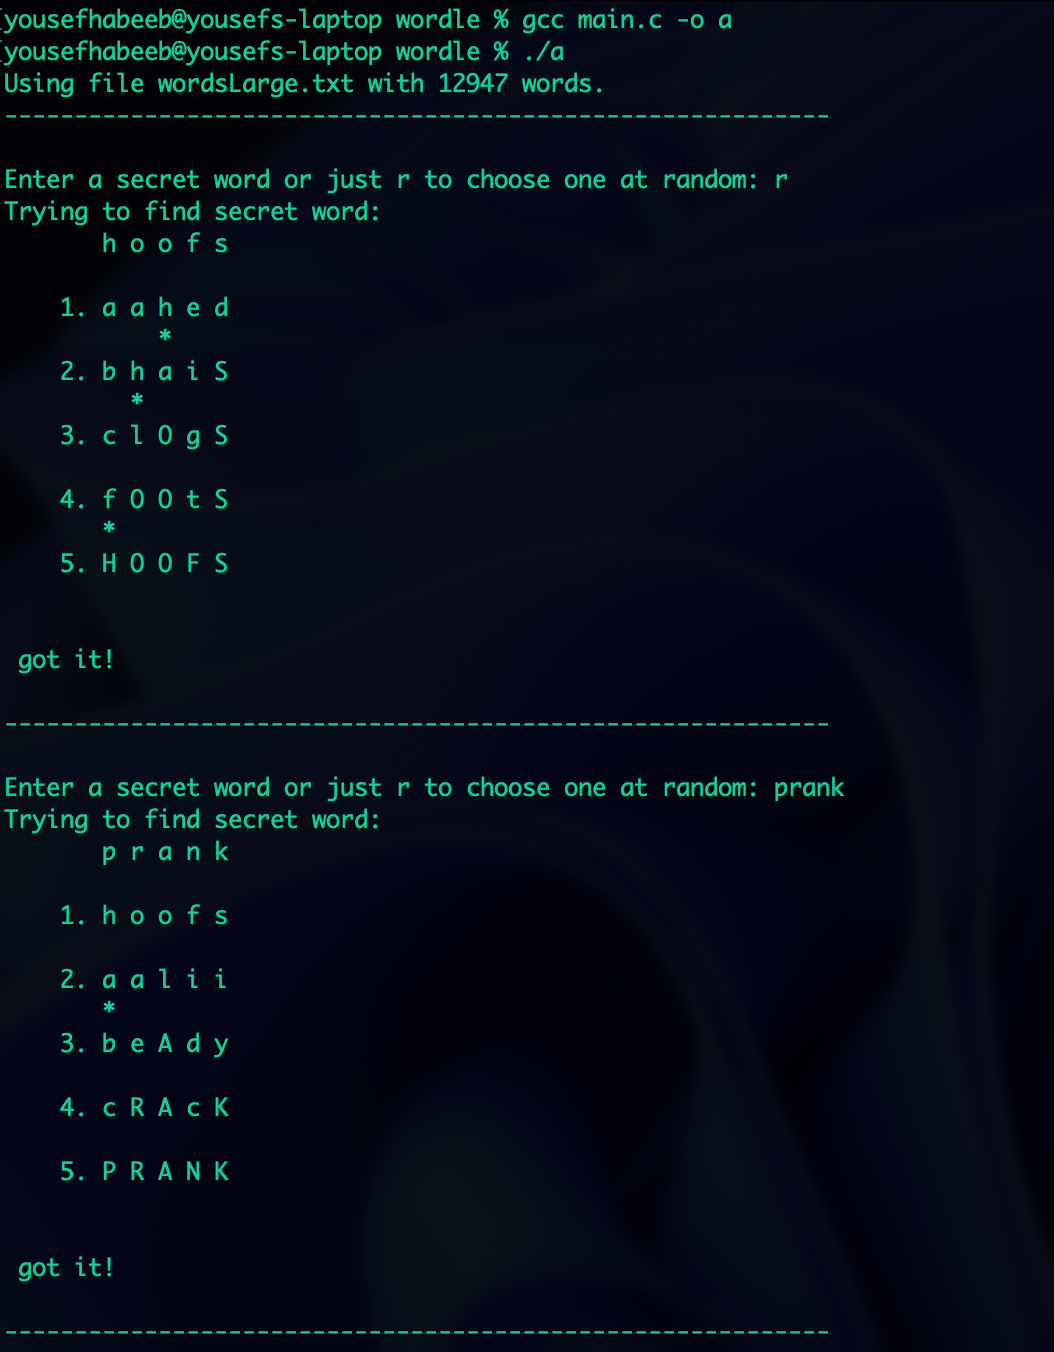 [yousefhabeeb@yousefs-laptop wordle % gcc main.c -o a
[yousefhabeeb@yousefs-laptop wordle % ./a
Using file wordsLarge.txt with 12947 words.
-----------------------------------------------------------
Enter a secret word or just r to choose one at random: r
Trying to find secret word:
       h o o f s
    1. a a h e d
           *
    2. b h a i S
         *
    3. c l O g S
    4. f O O t S
       *
    5. H O O F S
 got it!
-----------------------------------------------------------
Enter a secret word or just r to choose one at random: prank
Trying to find secret word:
       p r a n k
    1. h o o f s
    2. a a l i i
       *
    3. b e A d y
    4. c R A c K
    5. P R A N K
 got it!
-----------------------------------------------------------